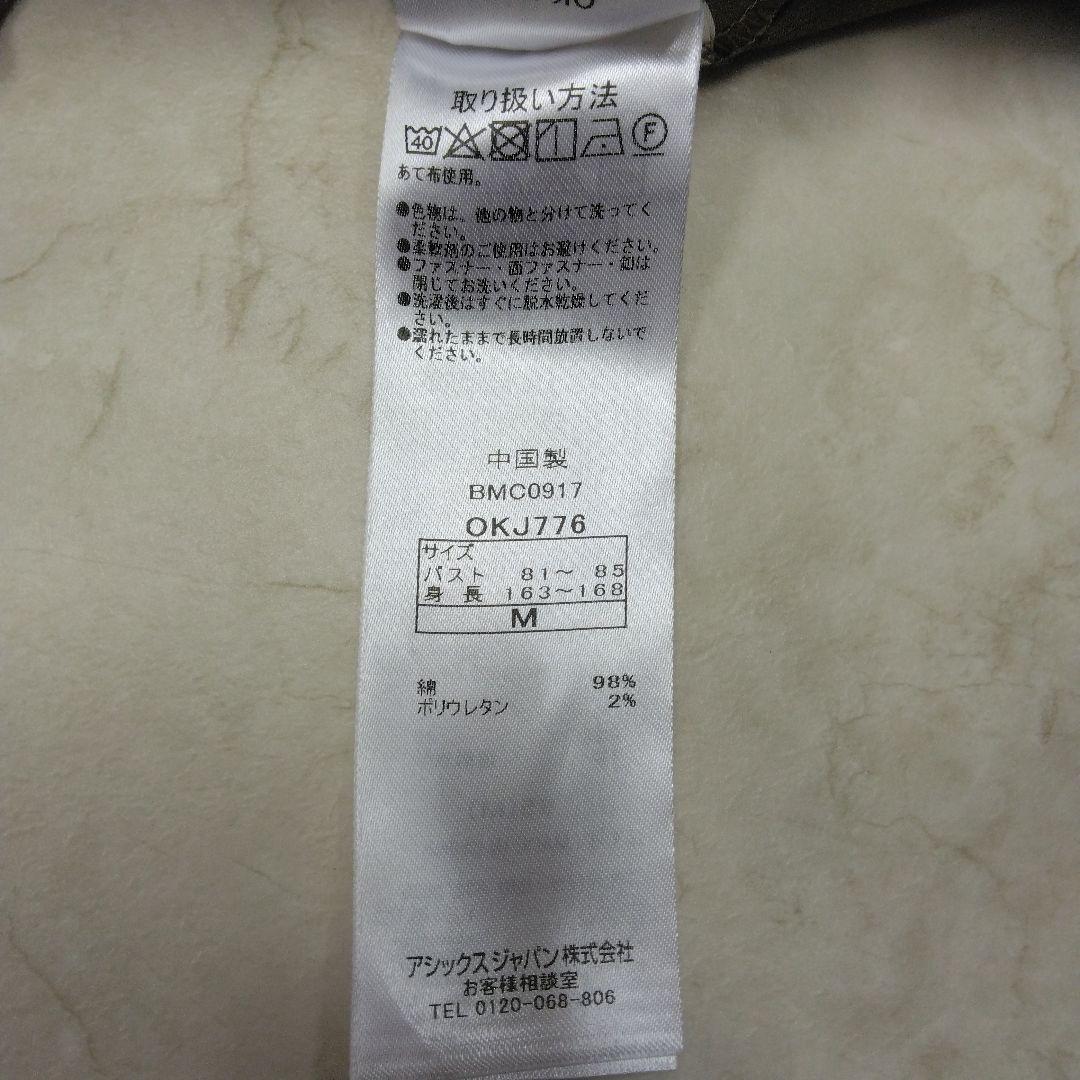 取り扱い方法
40
F
あて布使用。
●色物は、他の物と分けて洗ってく
ださい。
●柔軟剤のご使用はお避けください。
●ファスナー・面ファスナー・釦は
閉じてお洗いください。
●洗濯後はすぐに脱水乾燥してくだ
さい。
●濡れたままで長時間放置しないで
ください。
中国製
BMC0917
OKJ776
サイズ
バスト 81〜 85
身 長 163〜168
M
綿 98%
ポリウレタン 2%
アシックスジャパン株式会社
お客様相談室
TEL 0120-068-806